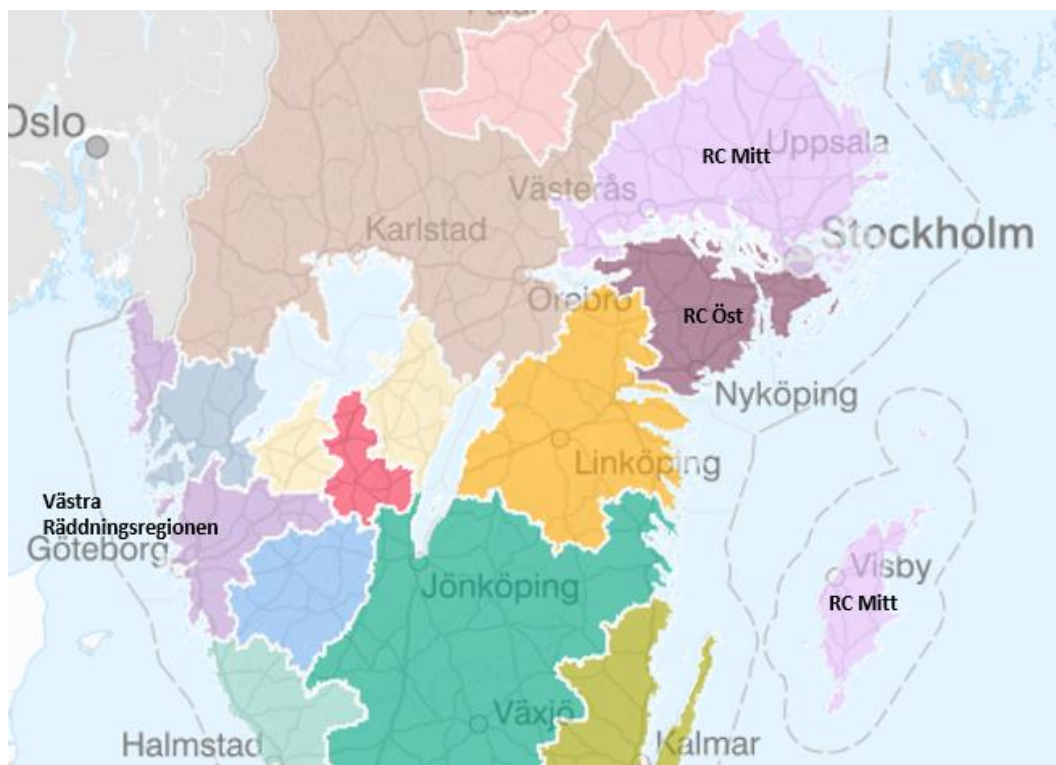 Falun
Oslo
RC Mitt
Uppsala
Västerås
Karlstad
Stockholm
Örebro
RC Öst
Nyköping
Linköping
Västra
Räddningsregionen
Göteborg
Jönköping
Visby
RC Mitt
Växjö
Halmstad
Kalmar